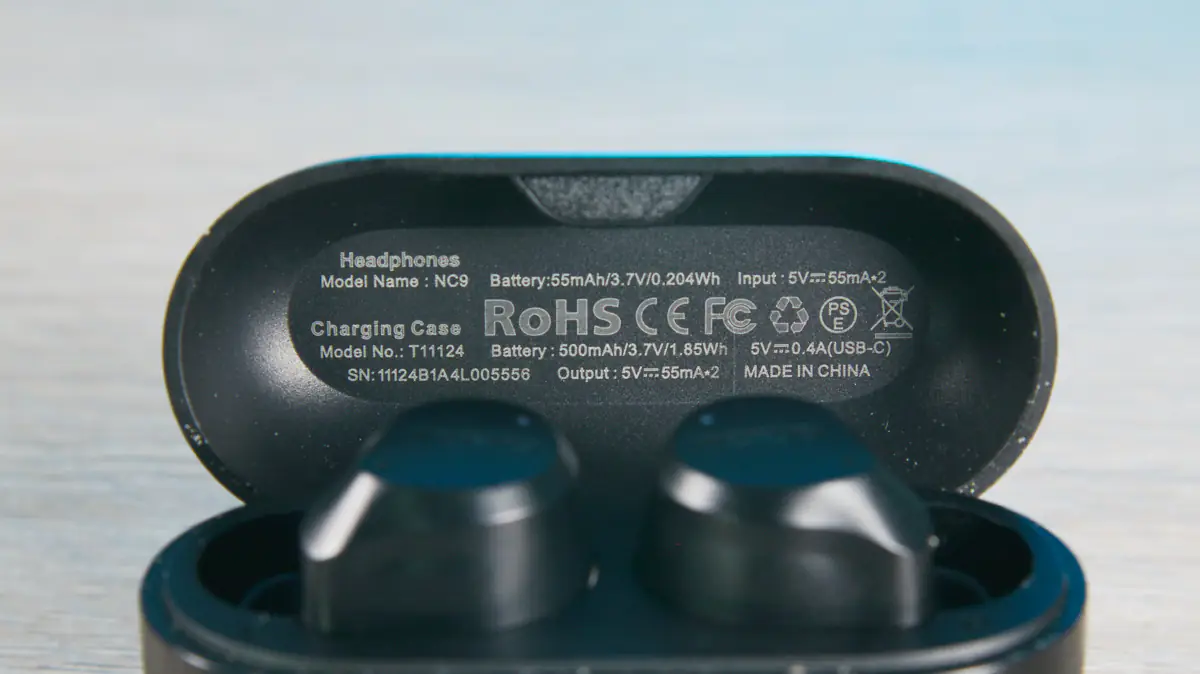 Headphones
Model Name : NC9 Battery:55mAh/3.7V/0.204Wh Input : 5V⎓55mA*2
RoHS CE FC PSE
Charging Case
Model No.: T11124 Battery : 500mAh/3.7V/1.85Wh 5V⎓0.4A(USB-C)
SN:11124B1A4L005556 Output : 5V⎓55mA*2 MADE IN CHINA